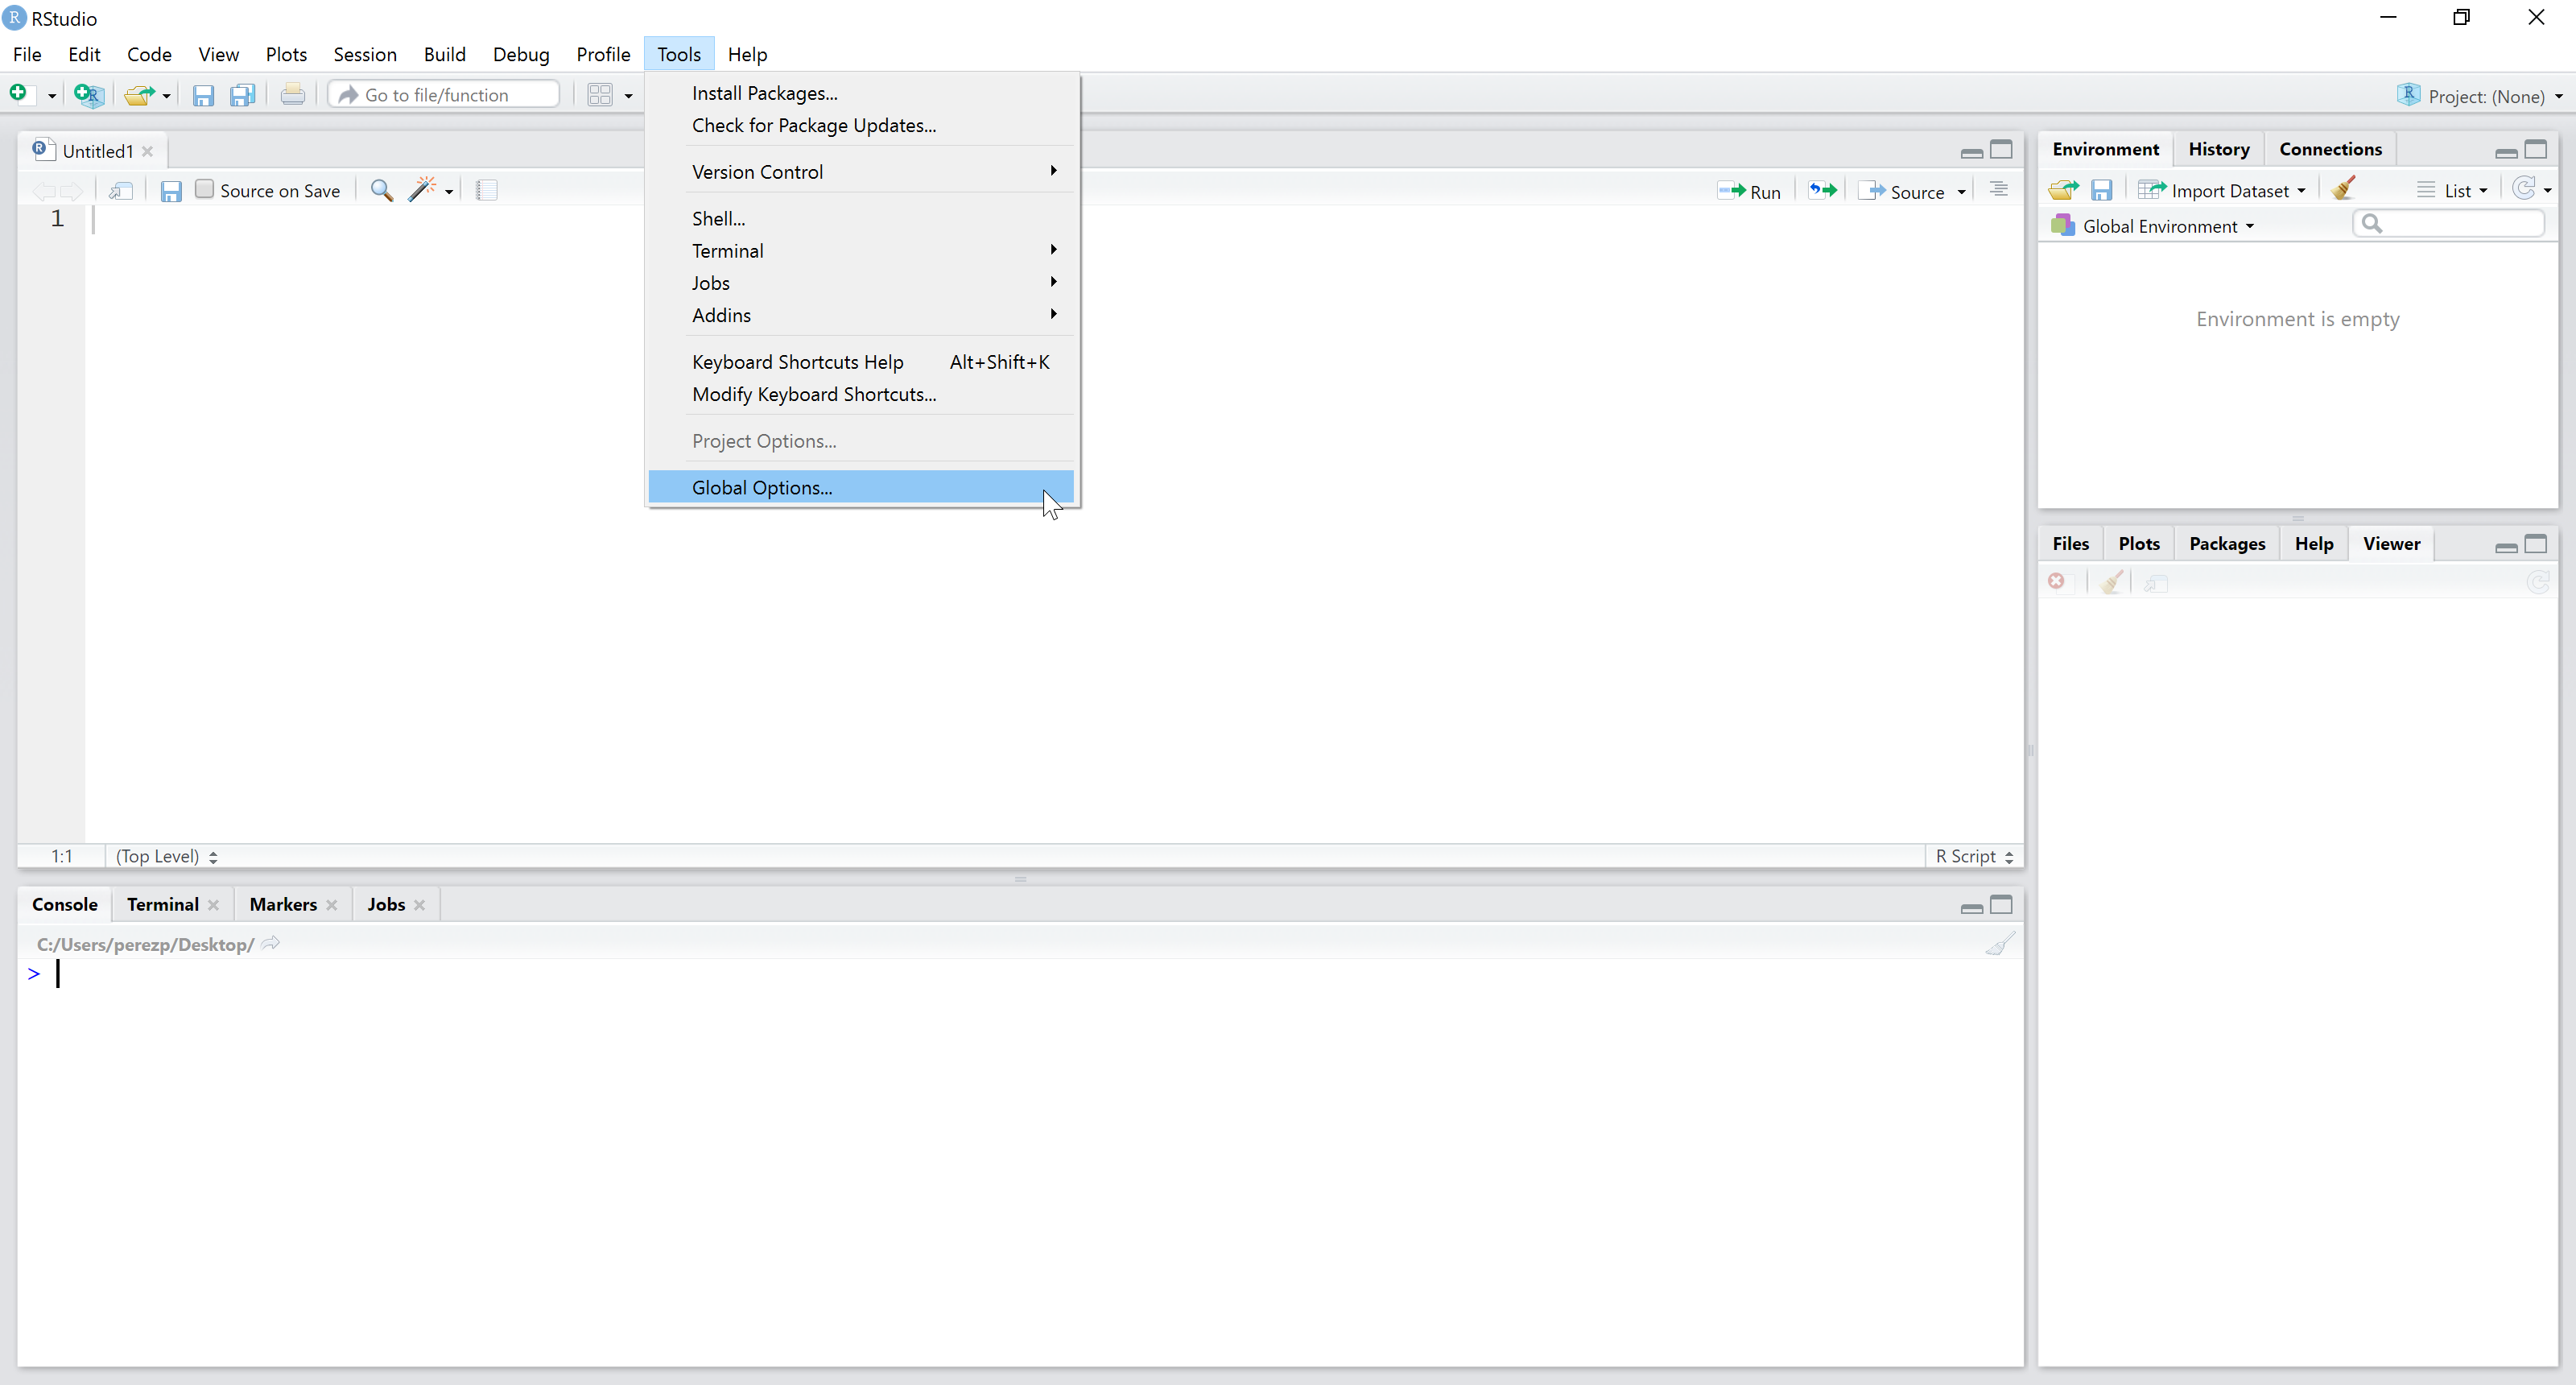 RStudio
File Edit Code View Plots Session Build Debug Profile Tools Help
Go to file/function
Project: (None)
Install Packages...
Check for Package Updates...
Version Control
Shell...
Terminal
Jobs
Addins
Keyboard Shortcuts Help Alt+Shift+K
Modify Keyboard Shortcuts...
Project Options...
Global Options...
Untitled1
Source on Save
Run Source
1
1:1 (Top Level) R Script
Console Terminal Markers Jobs
C:/Users/perezp/Desktop/
>
Environment History Connections
Import Dataset List
Global Environment
Environment is empty
Files Plots Packages Help Viewer